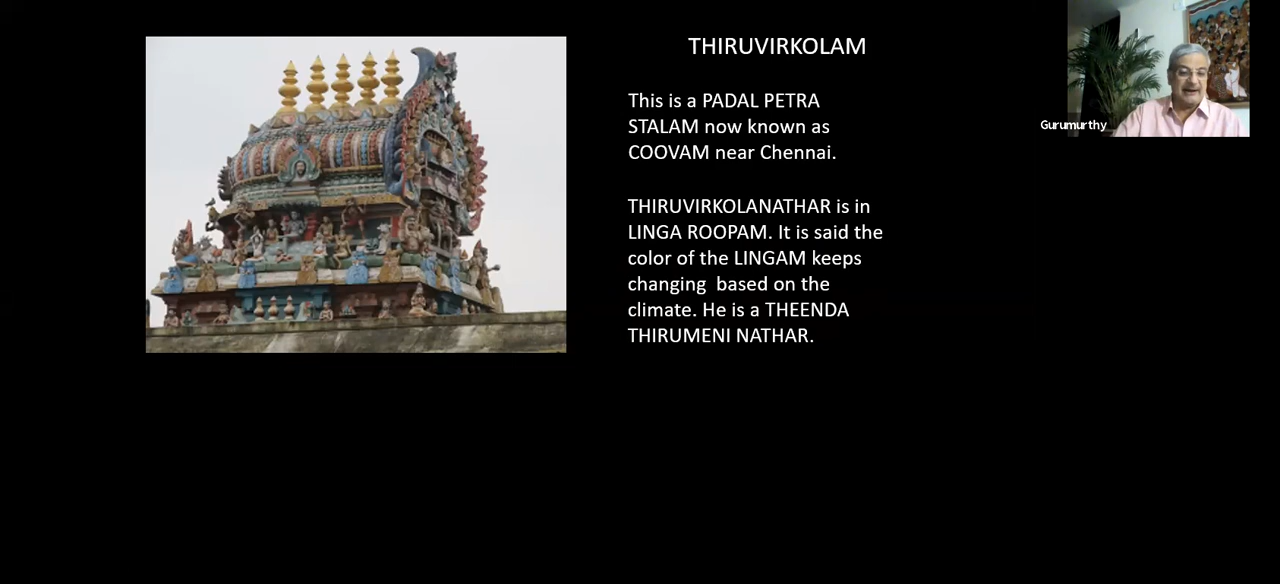 THIRUVIRKOLAM
This is a PADAL PETRA
STALAM now known as
COOVAM near Chennai.
THIRUVIRKOLANATHAR is in
LINGA ROOPAM. It is said the
color of the LINGAM keeps
changing based on the
climate. He is a THEENDA
THIRUMENI NATHAR.
Gurumurthy